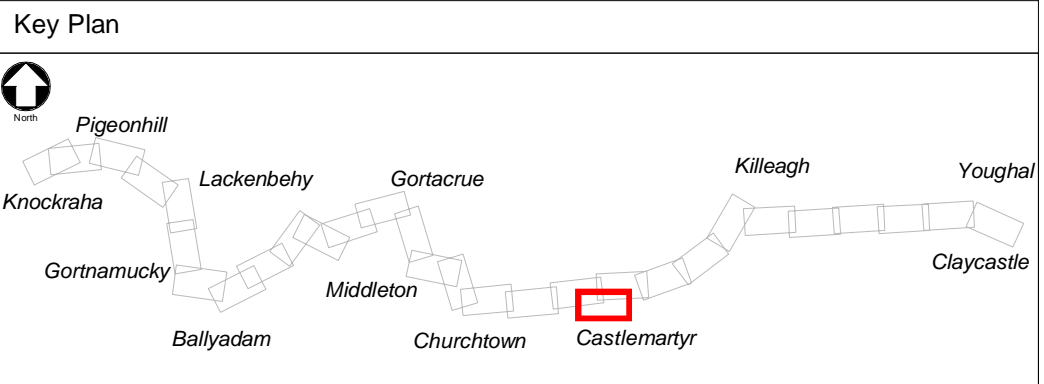 Key Plan
North
Pigeonhill
Knockraha
Lackenbehy
Gortacrue
Killeagh
Youghal
Gortnamucky
Middleton
Claycastle
Ballyadam
Churchtown
Castlemartyr